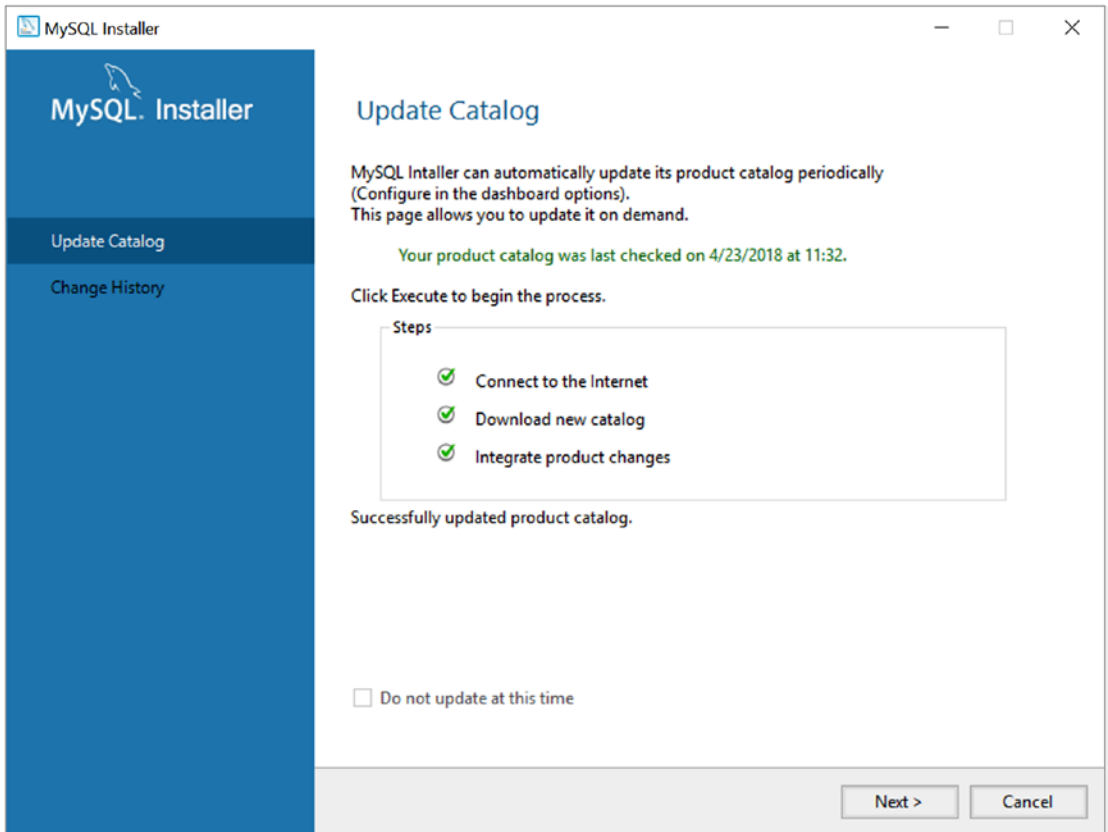 MySQL Installer
MySQL. Installer
Update Catalog
Change History
Update Catalog
MySQL Intaller can automatically update its product catalog periodically
(Configure in the dashboard options).
This page allows you to update it on demand.
Your product catalog was last checked on 4/23/2018 at 11:32.
Click Execute to begin the process.
Steps
Connect to the Internet
Download new catalog
Integrate product changes
Successfully updated product catalog.
Do not update at this time
Next >
Cancel